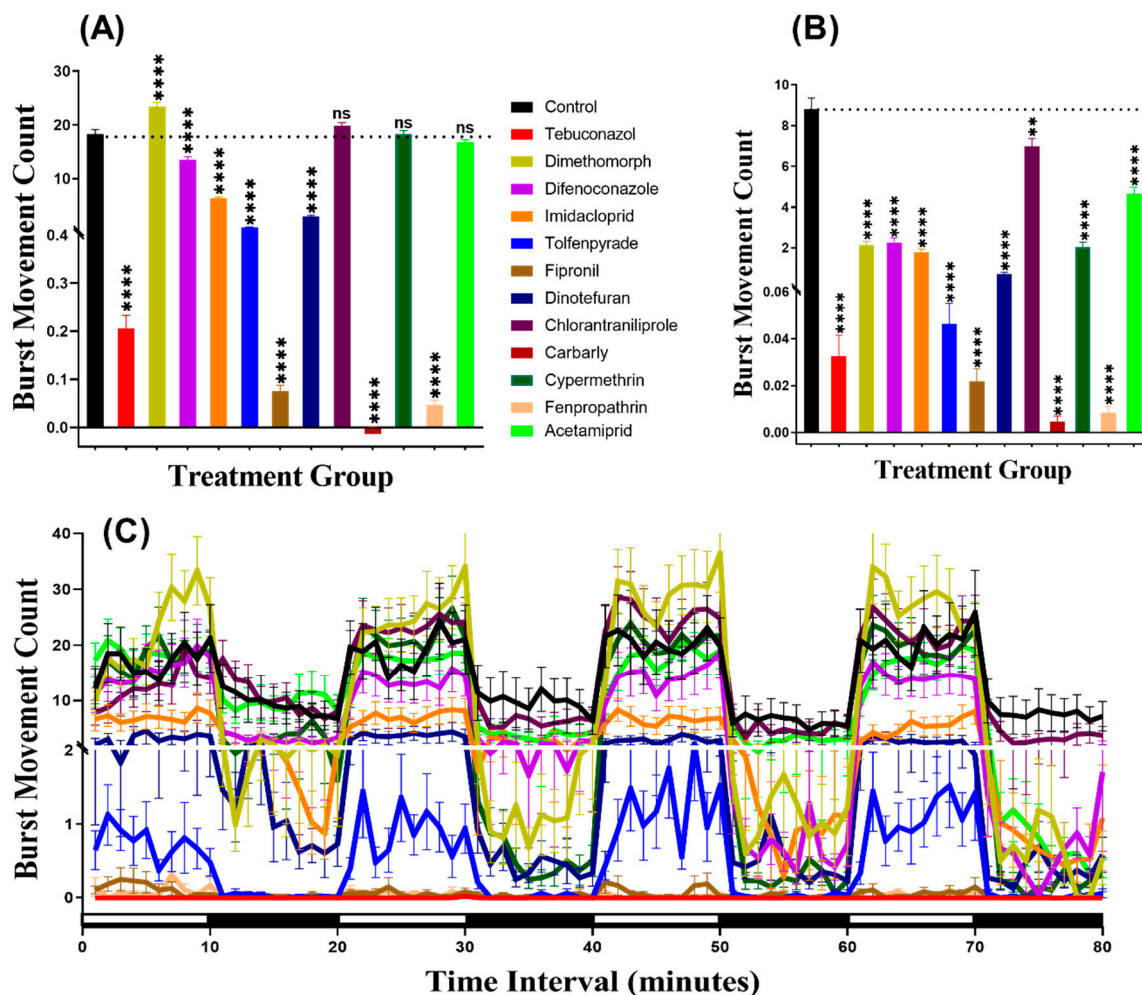 (A)
Burst Movement Count
30
20
10
0.4
0.3
0.2
0.1
0.0
****
****
****
****
****
****
****
ns
****
ns
****
ns
Treatment Group
Control
Tebuconazol
Dimethomorph
Difenoconazole
Imidacloprid
Tolfenpyrade
Fipronil
Dinotefuran
Chlorantraniliprole
Carbarly
Cypermethrin
Fenpropathrin
Acetamiprid
(B)
Burst Movement Count
10
8
6
4
2
0.06
0.04
0.02
0.00
****
****
****
****
****
****
****
**
****
****
****
****
Treatment Group
(C)
Burst Movement Count
40
30
20
10
2
1
0
0 10 20 30 40 50 60 70 80
Time Interval (minutes)